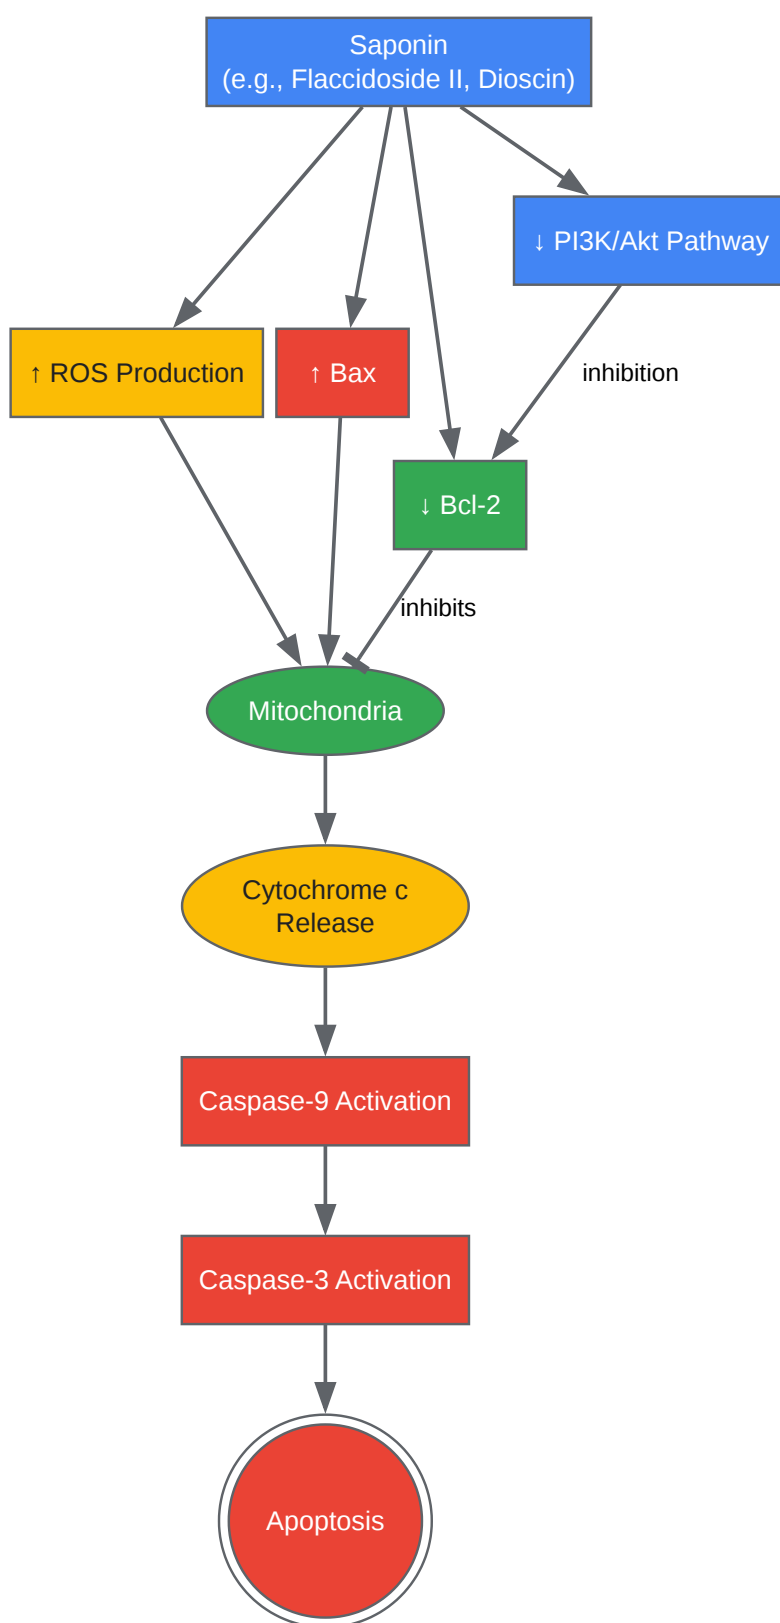 Saponin
(e.g., Flaccidoside II, Dioscin)
↓ PI3K/Akt Pathway
↑ ROS Production
↑ Bax
inhibition
↓ Bcl-2
inhibits
Mitochondria
Cytochrome c
Release
Caspase-9 Activation
Caspase-3 Activation
Apoptosis